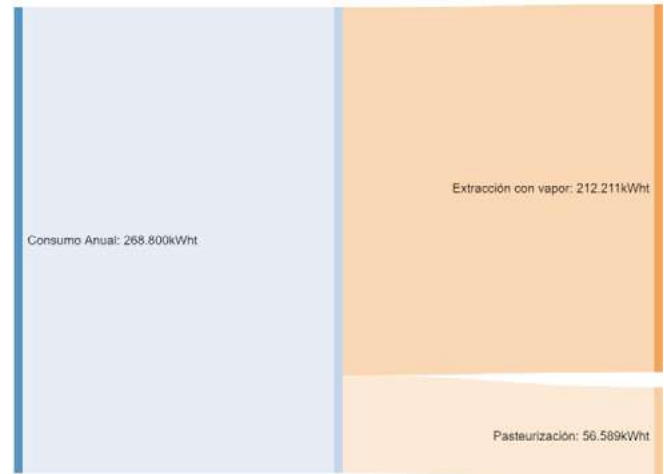 Extracción con vapor: 212.211kWht
Consumo Anual: 268.800kWht
Pasteurización: 56.589kWht